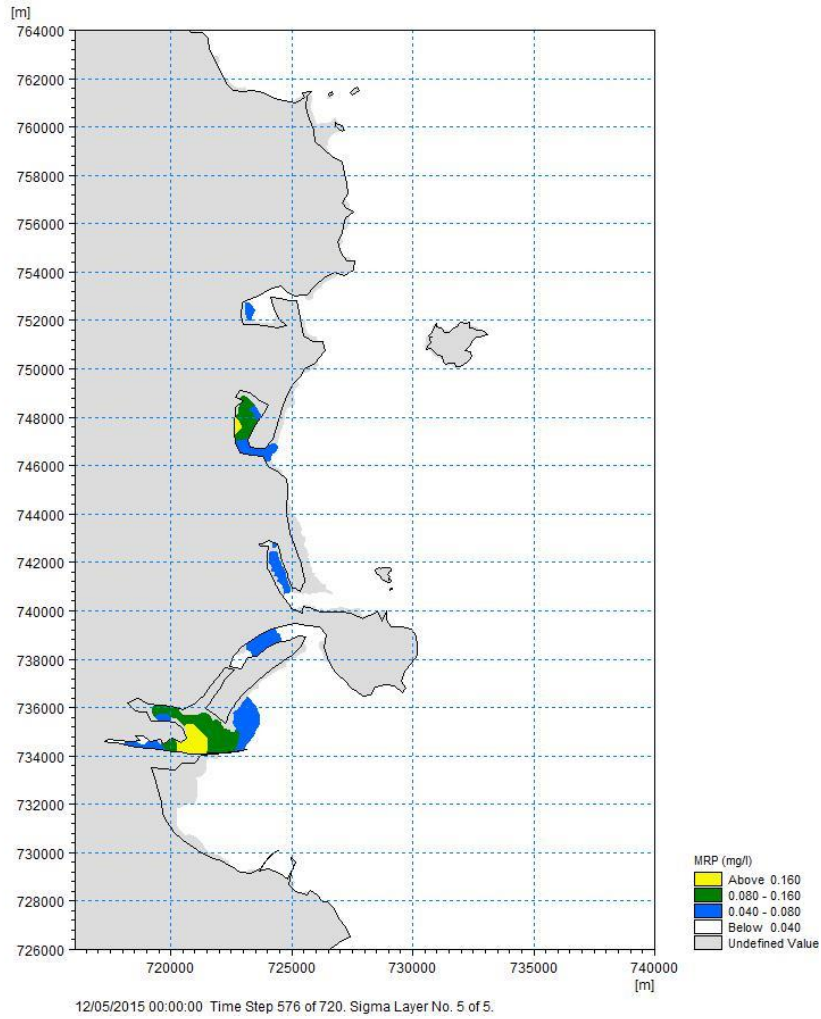 [m]
764000
762000
760000
758000
756000
754000
752000
750000
748000
746000
744000
742000
740000
738000
736000
734000
732000
730000
728000
726000
720000 725000 730000 735000 740000
[m]
MRP (mg/l)
Above 0.160
0.080 - 0.160
0.040 - 0.080
Below 0.040
Undefined Value
12/05/2015 00:00:00 Time Step 576 of 720. Sigma Layer No. 5 of 5.